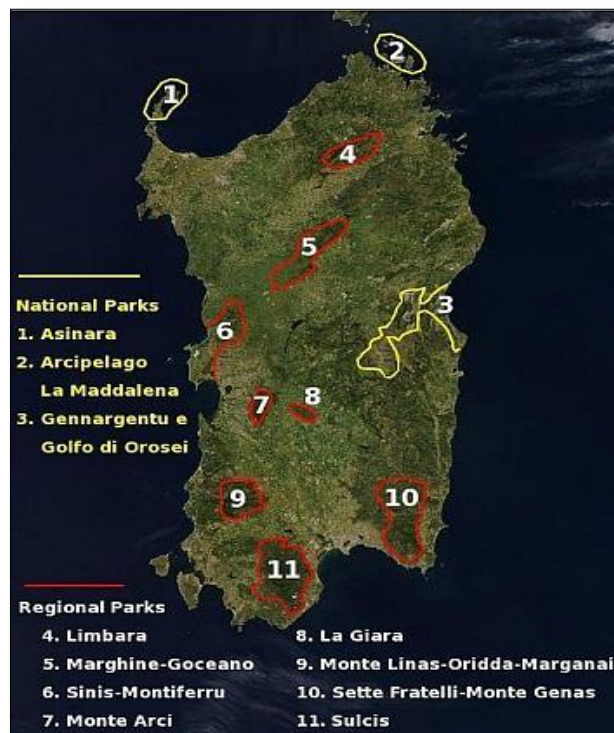 1
2
4
5
3
6
8
7
9
10
11
National Parks
1. Asinara
2. Arcipelago
La Maddalena
3. Gennargentu e
Golfo di Orosei
Regional Parks
4. Limbara
5. Marghine-Goceano
6. Sinis-Montiferru
7. Monte Arci
8. La Giara
9. Monte Linas-Oridda-Marganai
10. Sette Fratelli-Monte Genas
11. Sulcis